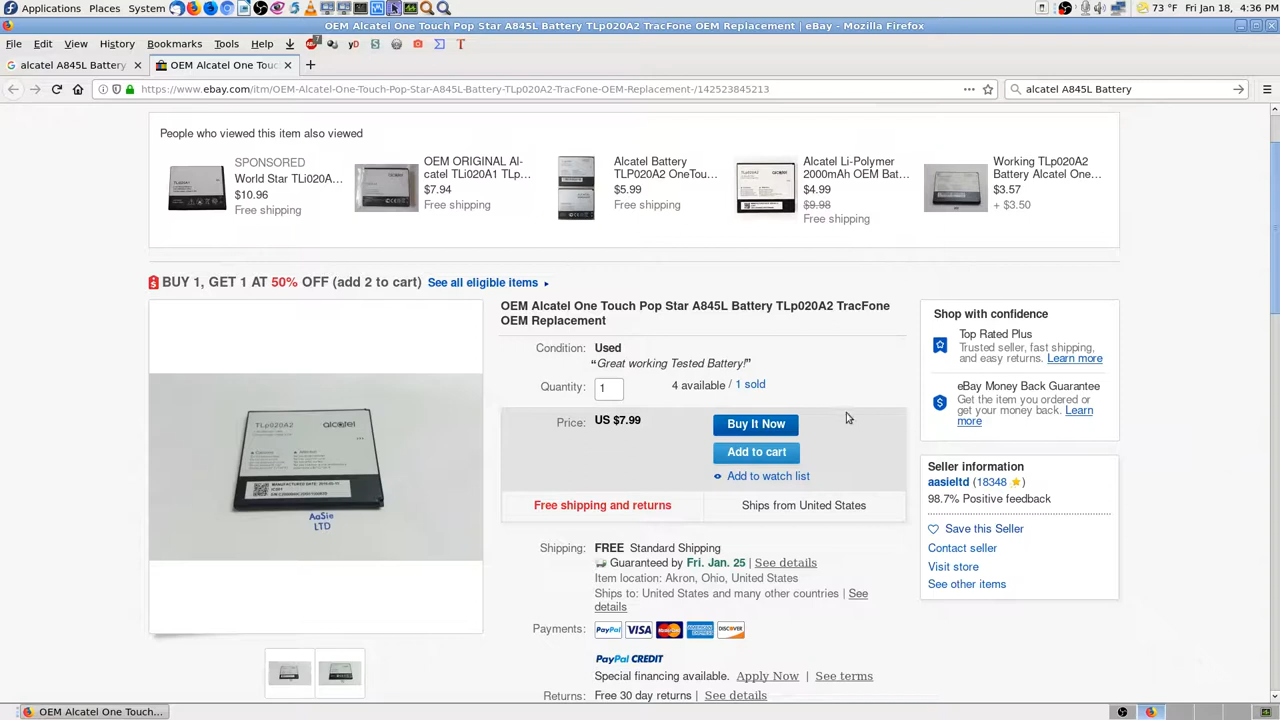 Applications Places System
73 °F Fri Jan 18, 4:36 PM
OEM Alcatel One Touch Pop Star A845L Battery TLp020A2 TracFone OEM Replacement | eBay - Mozilla Firefox
File Edit View History Bookmarks Tools Help
alcatel A845L Battery
OEM Alcatel One Touc
https://www.ebay.com/itm/OEM-Alcatel-One-Touch-Pop-Star-A845L-Battery-TLp020A2-TracFone-OEM-Replacement-/142523845213
alcatel A845L Battery
People who viewed this item also viewed
SPONSORED
World Star TLi020A...
$10.96
Free shipping
OEM ORIGINAL Al-
catel TLi020A1 TLp...
$7.94
Free shipping
Alcatel Battery
TLP020A2 OneTou...
$5.99
Free shipping
Alcatel Li-Polymer
2000mAh OEM Bat...
$4.99
$9.98
Free shipping
Working TLp020A2
Battery Alcatel One...
$3.57
+ $3.50
BUY 1, GET 1 AT 50% OFF (add 2 to cart) See all eligible items
TLp020A2 alcatel
AaSie
LTD
OEM Alcatel One Touch Pop Star A845L Battery TLp020A2 TracFone
OEM Replacement
Condition: Used
“Great working Tested Battery!”
Quantity: 1 4 available / 1 sold
Price: US $7.99
Buy It Now
Add to cart
Add to watch list
Free shipping and returns Ships from United States
Shipping: FREE Standard Shipping
Guaranteed by Fri. Jan. 25 | See details
Item location: Akron, Ohio, United States
Ships to: United States and many other countries | See
details
Payments: PayPal VISA MasterCard AMERICAN EXPRESS DISCOVER
PayPal CREDIT
Special financing available. Apply Now | See terms
Returns: Free 30 day returns | See details
Shop with confidence
Top Rated Plus
Trusted seller, fast shipping,
and easy returns. Learn more
eBay Money Back Guarantee
Get the item you ordered or
get your money back. Learn
more
Seller information
aasieltd (18348)
98.7% Positive feedback
Save this Seller
Contact seller
Visit store
See other items
OEM Alcatel One Touch...